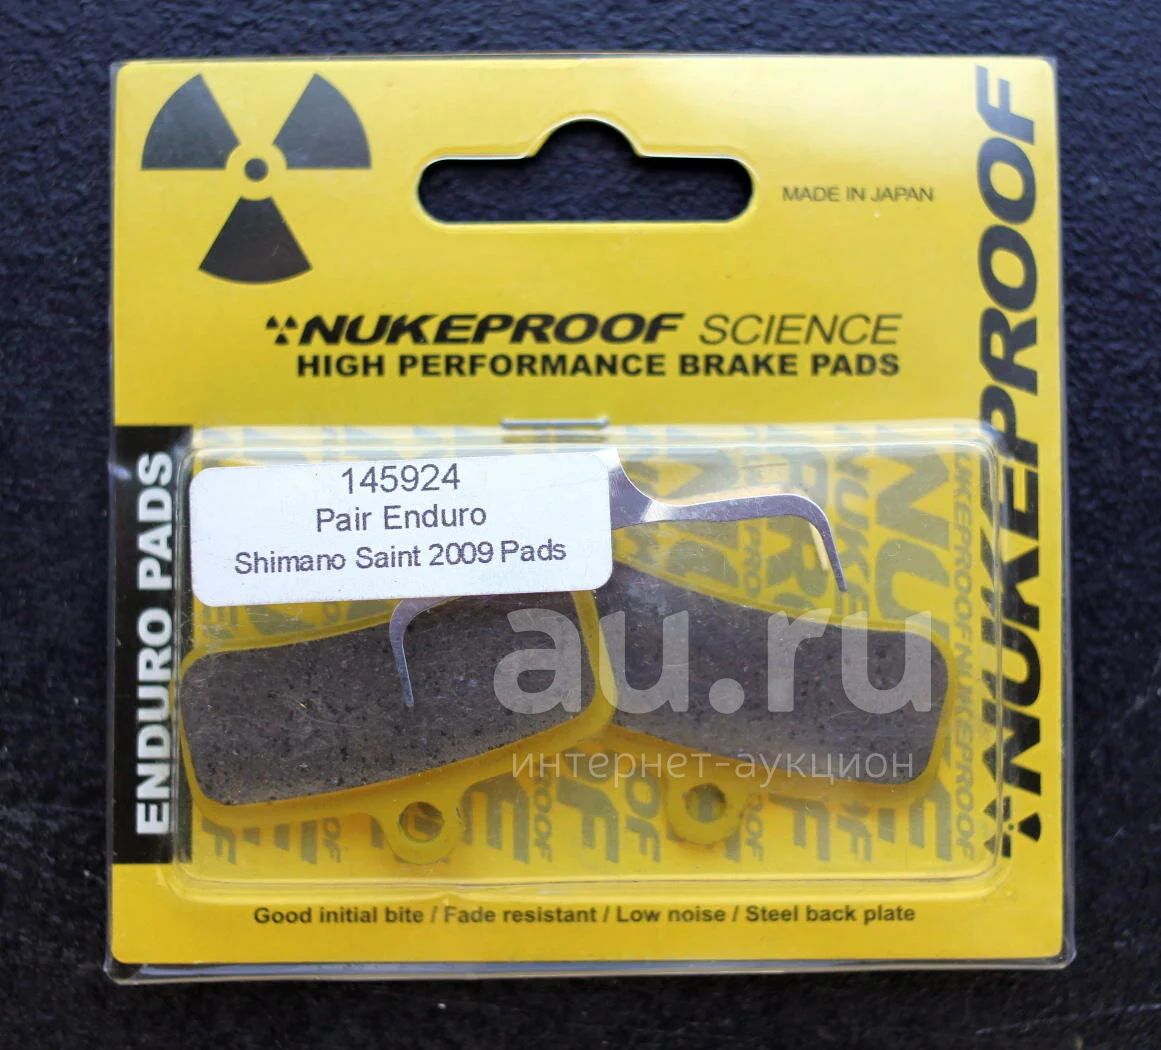 MADE IN JAPAN
NUKEPROOF SCIENCE
HIGH PERFORMANCE BRAKE PADS
NUKEPROOF
ENDURO PADS
145924
Pair Enduro
Shimano Saint 2009 Pads
au.ru
интернет-аукцион
Good initial bite / Fade resistant / Low noise / Steel back plate